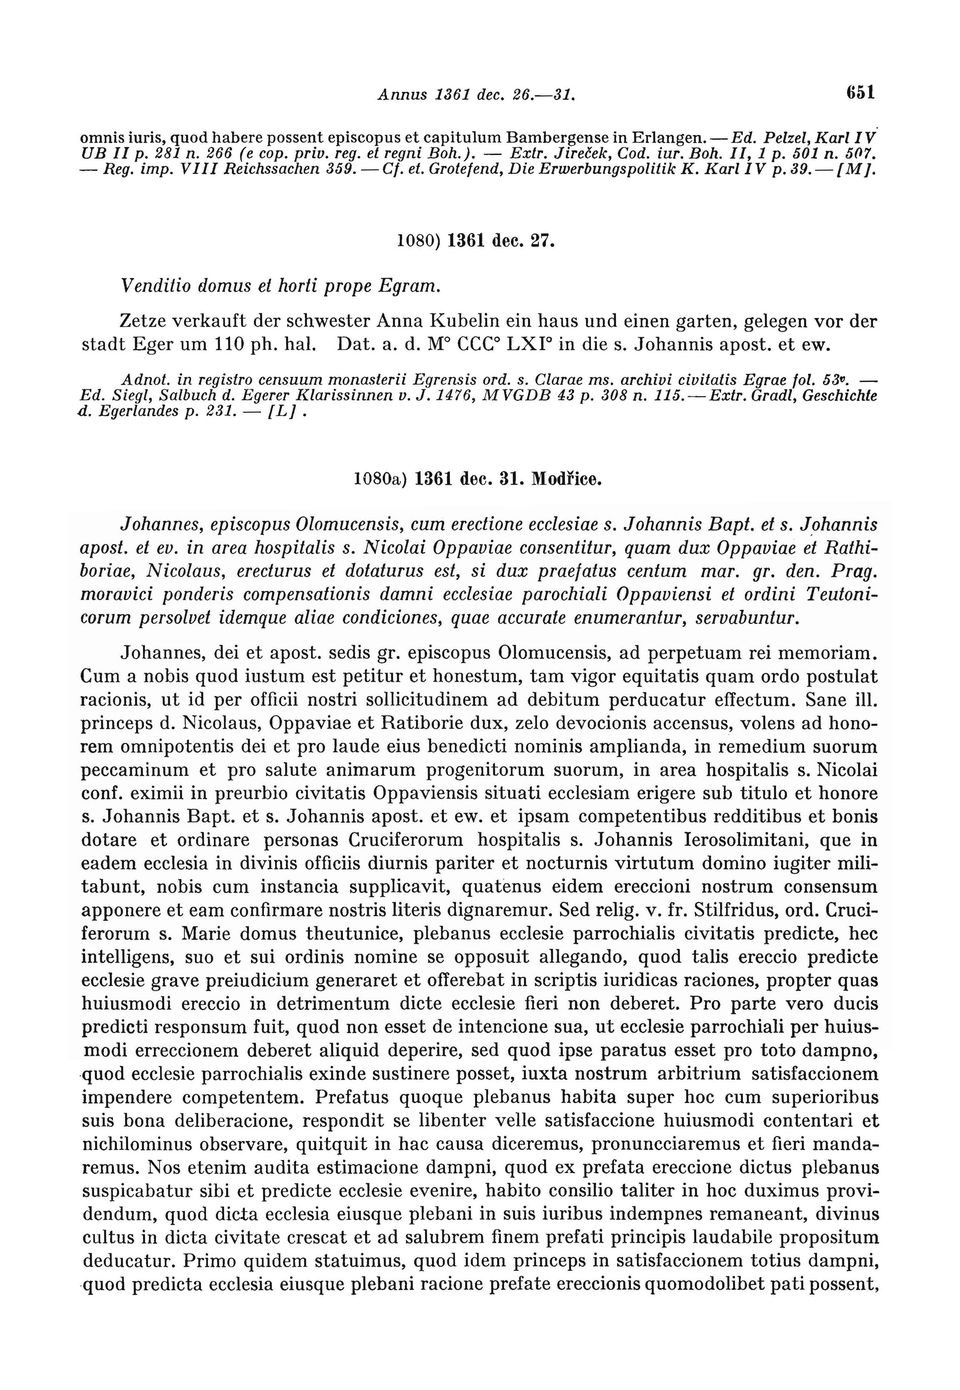 Annus 1361 dec. 26.—31. 651
omnis iuris, quod habere possent episcopus et capitulum Bambergense in Erlangen. — Ed. Pelzel, Karl IV
UB II p. 281 n. 266 (e cop. priv. reg. et regni Boh.). — Extr. Jireček, Cod. iur. Boh. II, 1 p. 501 n. 507.
— Reg. imp. VIII Reichssachen 359. — Cf. et. Grotefend, Die Erwerbungspolitik K. Karl IV p. 39. — [M].
1080) 1361 dec. 27.
Venditio domus et horti prope Egram.
Zetze verkauft der schwester Anna Kubelin ein haus und einen garten, gelegen vor der
stadt Eger um 110 ph. hal. Dat. a. d. M° CCC° LXI° in die s. Johannis apost. et ew.
Adnot. in registro censuum monasterii Egrensis ord. s. Clarae ms. archivi civitatis Egrae fol. 53v. —
Ed. Siegl, Salbuch d. Egerer Klarissinnen v. J. 1476, MVGDB 43 p. 308 n. 115. — Extr. Gradl, Geschichte
d. Egerlandes p. 231. — [L] .
1080a) 1361 dec. 31. Modřice.
Johannes, episcopus Olomucensis, cum erectione ecclesiae s. Johannis Bapt. et s. Johannis
apost. et ev. in area hospitalis s. Nicolai Oppaviae consentitur, quam dux Oppaviae et Rathi-
boriae, Nicolaus, erecturus et dotaturus est, si dux praefatus centum mar. gr. den. Prag.
moravici ponderis compensationis damni ecclesiae parochiali Oppaviensi et ordini Teutoni-
corum persolvet idemque aliae condiciones, quae accurate enumerantur, servabuntur.
Johannes, dei et apost. sedis gr. episcopus Olomucensis, ad perpetuam rei memoriam.
Cum a nobis quod iustum est petitur et honestum, tam vigor equitatis quam ordo postulat
racionis, ut id per officii nostri sollicitudinem ad debitum perducatur effectum. Sane ill.
princeps d. Nicolaus, Oppaviae et Ratiborie dux, zelo devocionis accensus, volens ad hono-
rem omnipotentis dei et pro laude eius benedicti nominis amplianda, in remedium suorum
peccaminum et pro salute animarum progenitorum suorum, in area hospitalis s. Nicolai
conf. eximii in preurbio civitatis Oppaviensis situati ecclesiam erigere sub titulo et honore
s. Johannis Bapt. et s. Johannis apost. et ew. et ipsam competentibus redditibus et bonis
dotare et ordinare personas Cruciferorum hospitalis s. Johannis Ierosolimitani, que in
eadem ecclesia in divinis officiis diurnis pariter et nocturnis virtutum domino iugiter mili-
tabunt, nobis cum instancia supplicavit, quatenus eidem ereccioni nostrum consensum
apponere et eam confirmare nostris literis dignaremur. Sed relig. v. fr. Stilfridus, ord. Cruci-
ferorum s. Marie domus theutunice, plebanus ecclesie parrochialis civitatis predicte, hec
intelligens, suo et sui ordinis nomine se opposuit allegando, quod talis ereccio predicte
ecclesie grave preiudicium generaret et offerebat in scriptis iuridicas raciones, propter quas
huiusmodi ereccio in detrimentum dicte ecclesie fieri non deberet. Pro parte vero ducis
predicti responsum fuit, quod non esset de intencione sua, ut ecclesie parrochiali per huius-
modi erreccionem deberet aliquid deperire, sed quod ipse paratus esset pro toto dampno,
quod ecclesie parrochialis exinde sustinere posset, iuxta nostrum arbitrium satisfaccionem
impendere competentem. Prefatus quoque plebanus habita super hoc cum superioribus
suis bona deliberacione, respondit se libenter velle satisfaccione huiusmodi contentari et
nichilominus observare, quitquit in hac causa diceremus, pronuncciaremus et fieri manda-
remus. Nos etenim audita estimacione dampni, quod ex prefata ereccione dictus plebanus
suspicabatur sibi et predicte ecclesie evenire, habito consilio taliter in hoc duximus provi-
dendum, quod dicta ecclesia eiusque plebani in suis iuribus indempnes remaneant, divinus
cultus in dicta civitate crescat et ad salubrem finem prefati principis laudabile propositum
deducatur. Primo quidem statuimus, quod idem princeps in satisfaccionem totius dampni,
quod predicta ecclesia eiusque plebani racione prefate ereccionis quomodolibet pati possent,